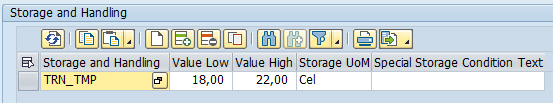 Storage and Handling
Storage and Handling Value Low Value High Storage UoM Special Storage Condition Text
TRN_TMP 18,00 22,00 Cel